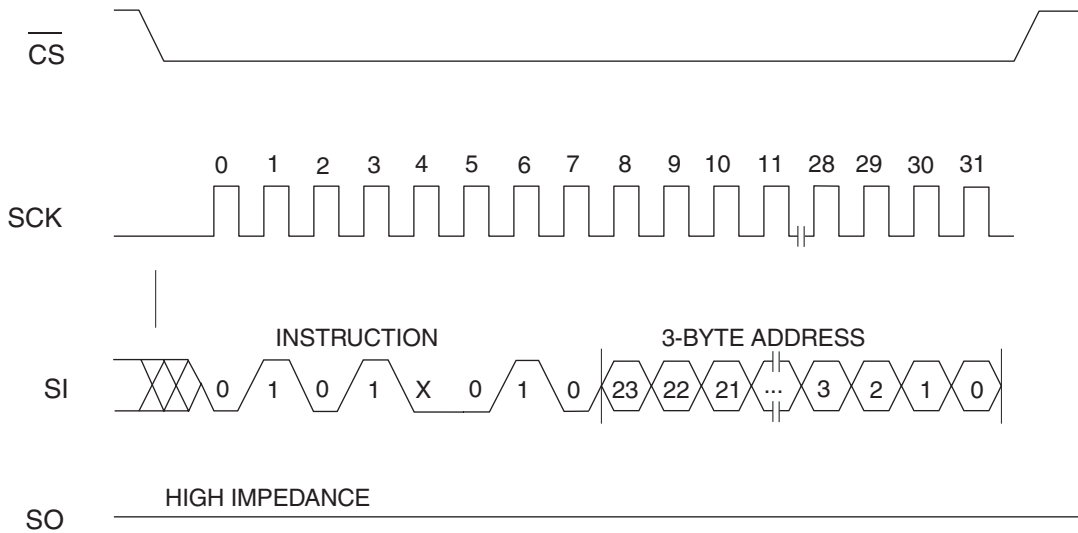 CS
0 1 2 3 4 5 6 7 8 9 10 11 28 29 30 31
SCK
INSTRUCTION 3-BYTE ADDRESS
SI 0 1 0 1 X 0 1 0 23 22 21 ... 3 2 1 0
HIGH IMPEDANCE
SO